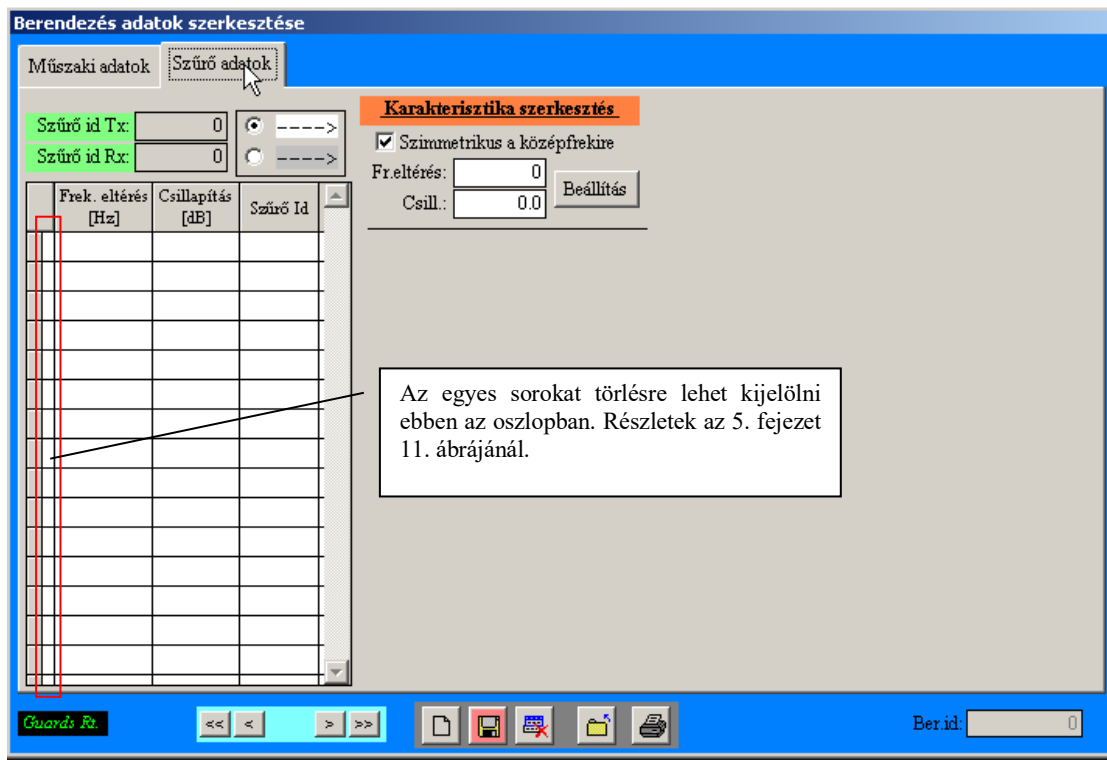 Berendezés adatok szerkesztése
Műszaki adatok
Szűrő adatok
Szűrő id Tx: 0
Szűrő id Rx: 0
---->
---->
Frek. eltérés [Hz]
Csillapítás [dB]
Szűrő Id
Karakterisztika szerkesztés
Szimmetrikus a középfrekire
Fr.eltérés: 0
Csill.: 0.0
Beállítás
Az egyes sorokat törlésre lehet kijelölni
ebben az oszlopban. Részletek az 5. fejezet
11. ábrájánál.
Guards Rt.
<< < > >>
Ber.id: 0